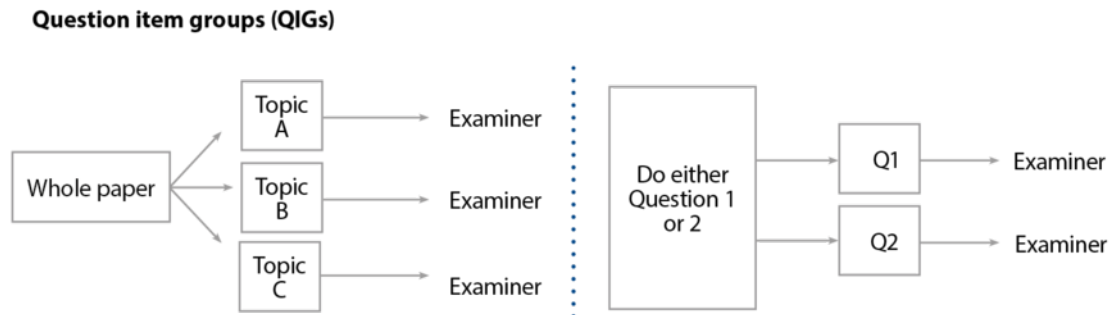 Question item groups (QIGs)
Whole paper
Topic
A
Examiner
Topic
B
Examiner
Topic
C
Examiner
Do either
Question 1
or 2
Q1
Examiner
Q2
Examiner